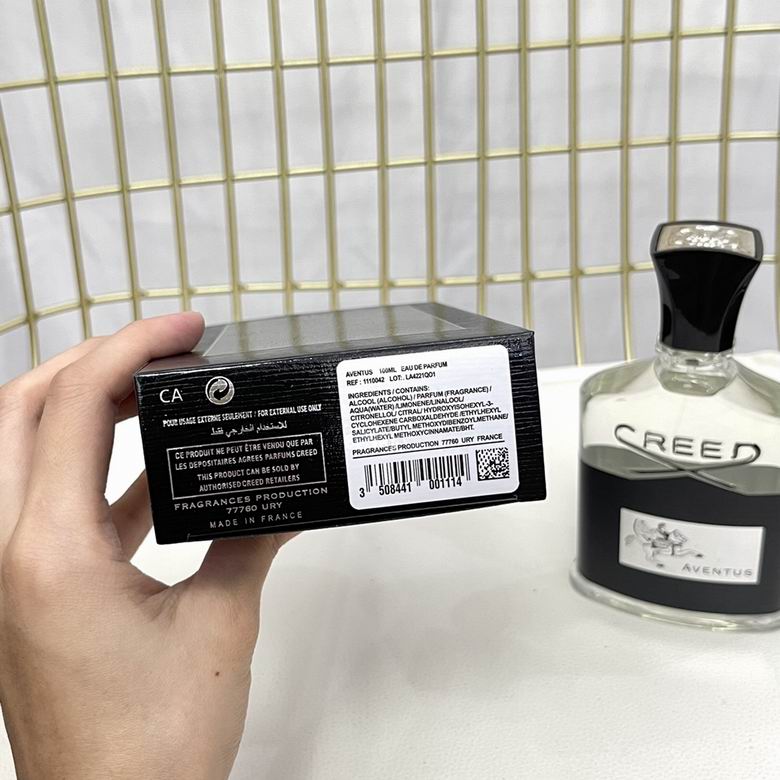 CA
POUR USAGE EXTERNE SEULEMENT / FOR EXTERNAL USE ONLY
للاستخدام الخارجي فقط
CE PRODUIT NE PEUT ÊTRE VENDU QUE PAR
LES DEPOSITAIRES AGREES PARFUMS CREED
THIS PRODUCT CAN BE SOLD BY
AUTHORISED CREED RETAILERS
FRAGRANCES PRODUCTION
77760 URY
MADE IN FRANCE
AVENTUS 100ML EAU DE PARFUM
REF : 1110042 LOT: LA4221Q01
INGREDIENTS / CONTAINS:
ALCOOL (ALCOHOL) / PARFUM (FRAGRANCE) /
AQUA(WATER) /LIMONENE/LINALOOL/
CITRONELLOL/ CITRAL/ HYDROXYISOHEXYL-3-
CYCLOHEXENE CARBOXALDEHYDE /ETHYLHEXYL
SALICYLATE/BUTYL METHOXYDIBENZOYLMETHANE/
ETHYLHEXYL METHOXYCINNAMATE/BHT.
FRAGRANCES PRODUCTION 77760 URY FRANCE
3 508441 001114
CREED
AVENTUS